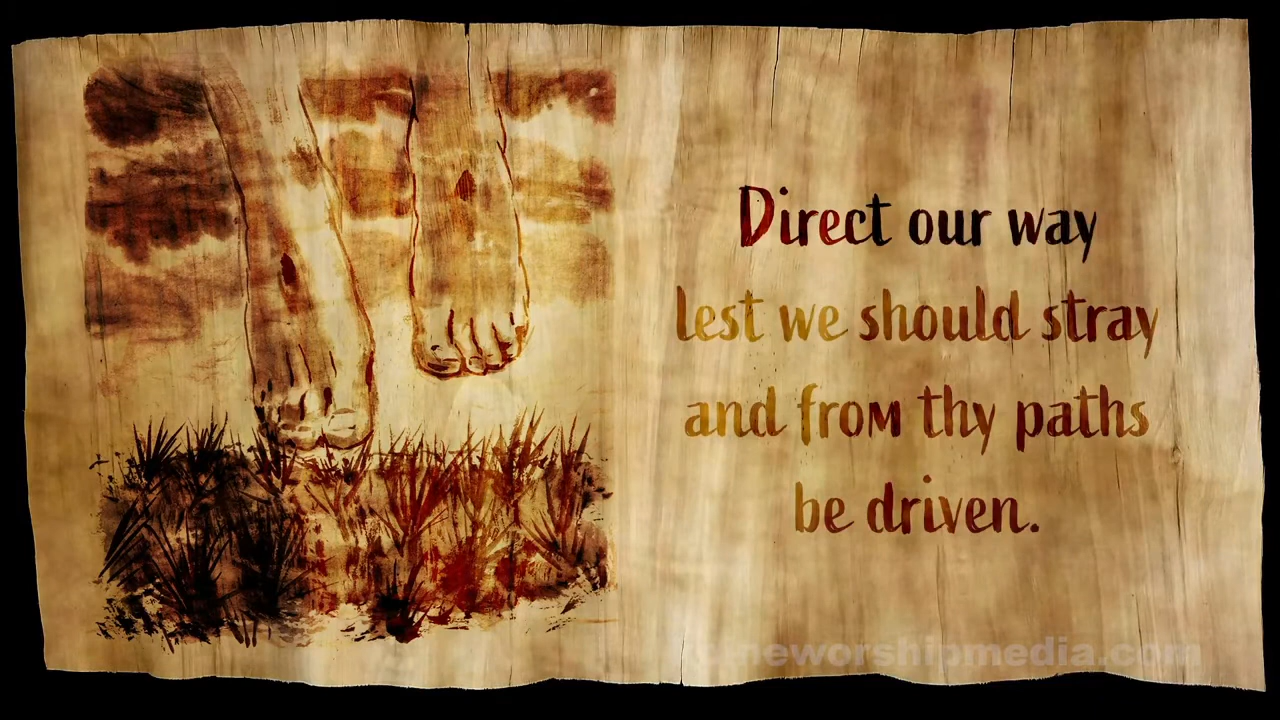 Direct our way
lest we should stray
and from thy paths
be driven.